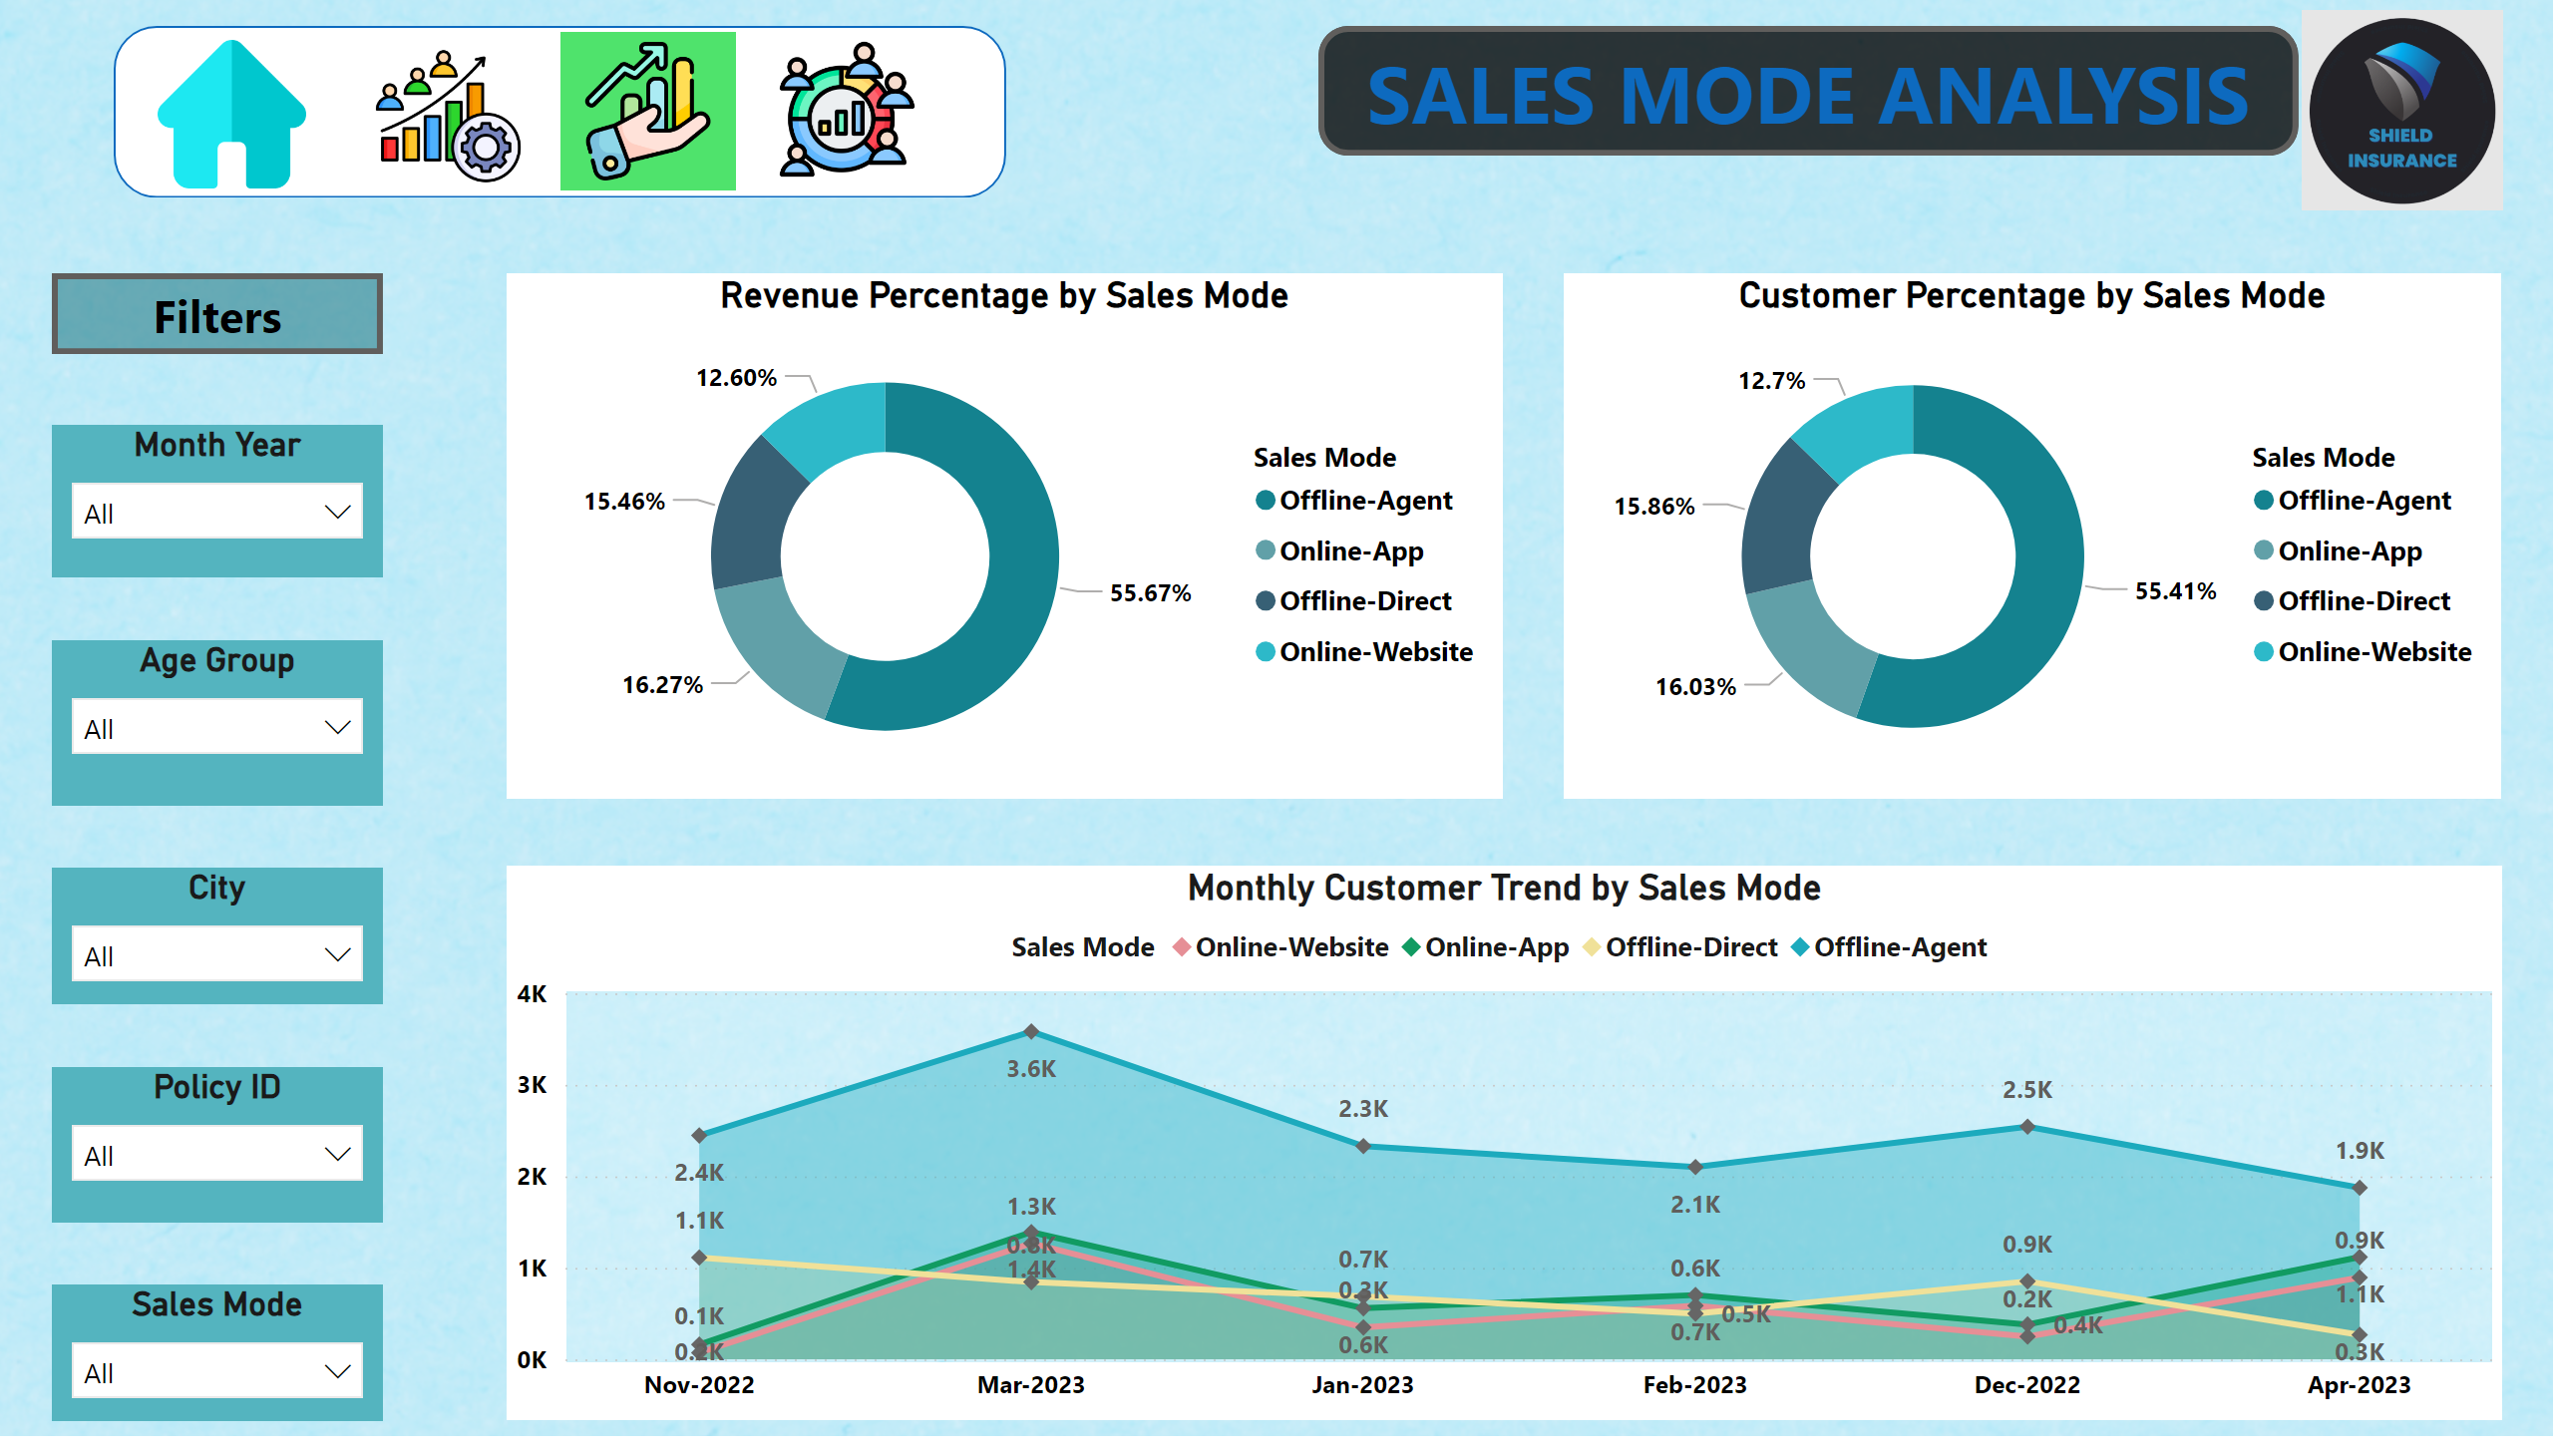 SALES MODE ANALYSIS
SHIELD
INSURANCE
Filters
Month Year
All
Age Group
All
City
All
Policy ID
All
Sales Mode
All
Revenue Percentage by Sales Mode
12.60%
15.46%
16.27%
55.67%
Sales Mode
Offline-Agent
Online-App
Offline-Direct
Online-Website
Customer Percentage by Sales Mode
12.7%
15.86%
16.03%
55.41%
Sales Mode
Offline-Agent
Online-App
Offline-Direct
Online-Website
Monthly Customer Trend by Sales Mode
Sales Mode Online-Website Online-App Offline-Direct Offline-Agent
4K
3K
2K
1K
0K
2.4K
1.1K
0.1K
0.2K
3.6K
1.3K
0.8K
1.4K
2.3K
0.7K
0.3K
0.6K
2.1K
0.6K
0.5K
0.7K
2.5K
0.9K
0.2K
0.4K
1.9K
0.9K
1.1K
0.3K
Nov-2022 Mar-2023 Jan-2023 Feb-2023 Dec-2022 Apr-2023